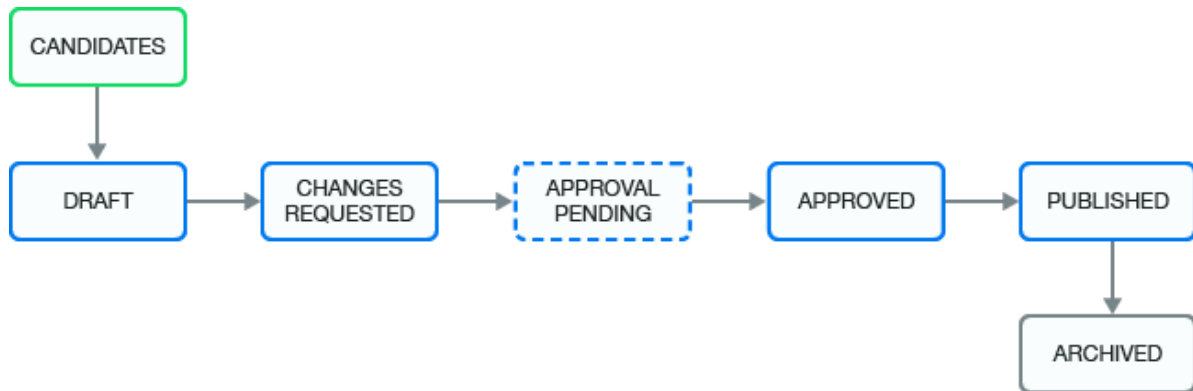 CANDIDATES
DRAFT
CHANGES
REQUESTED
APPROVAL
PENDING
APPROVED
PUBLISHED
ARCHIVED